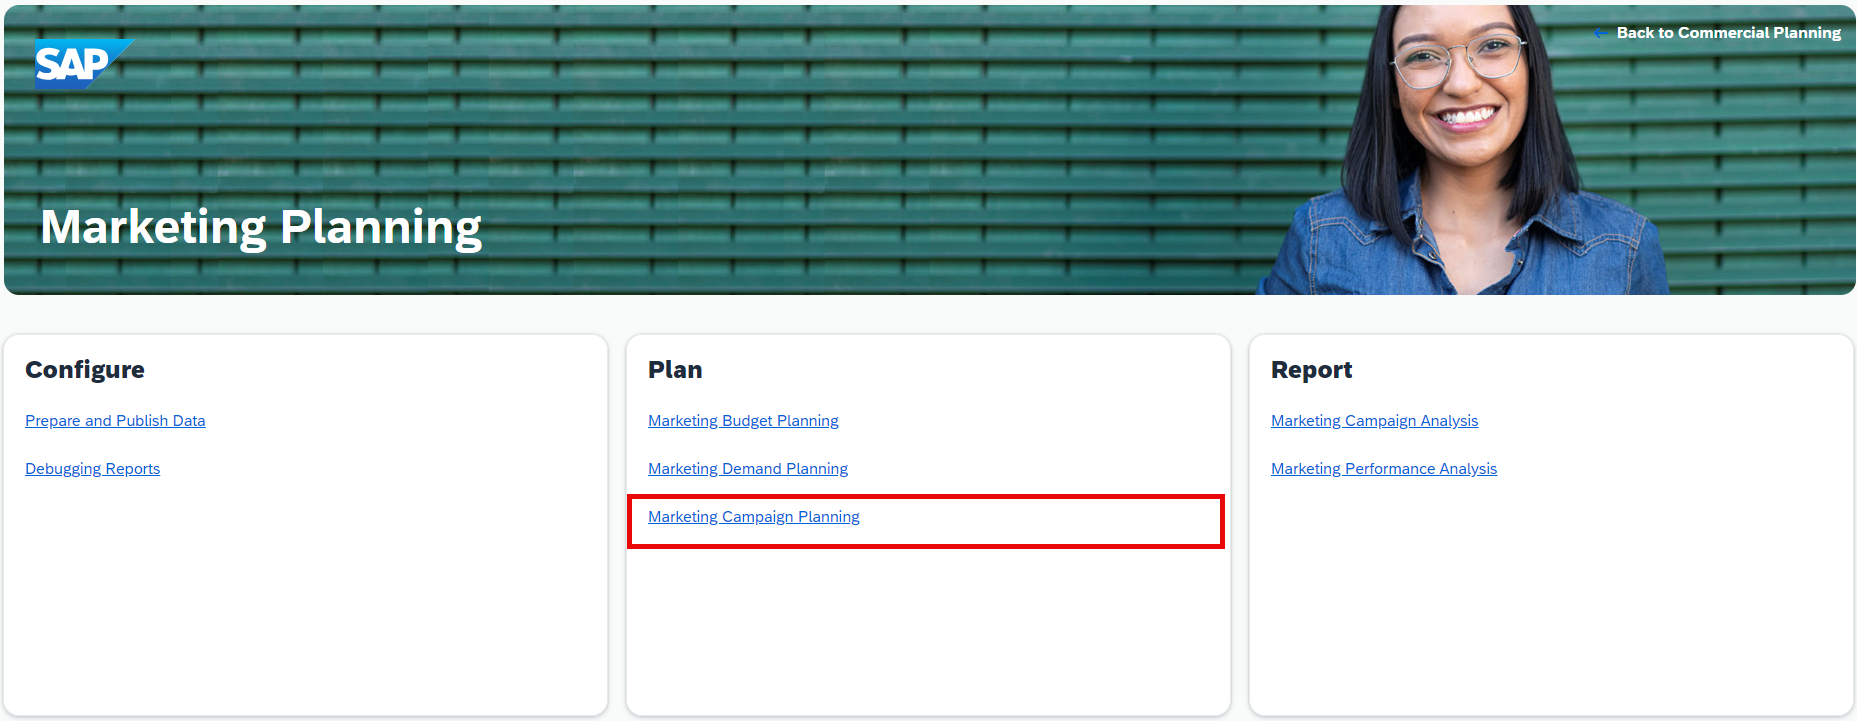 SAP
Back to Commercial Planning
Marketing Planning
Configure
Prepare and Publish Data
Debugging Reports
Plan
Marketing Budget Planning
Marketing Demand Planning
Marketing Campaign Planning
Report
Marketing Campaign Analysis
Marketing Performance Analysis